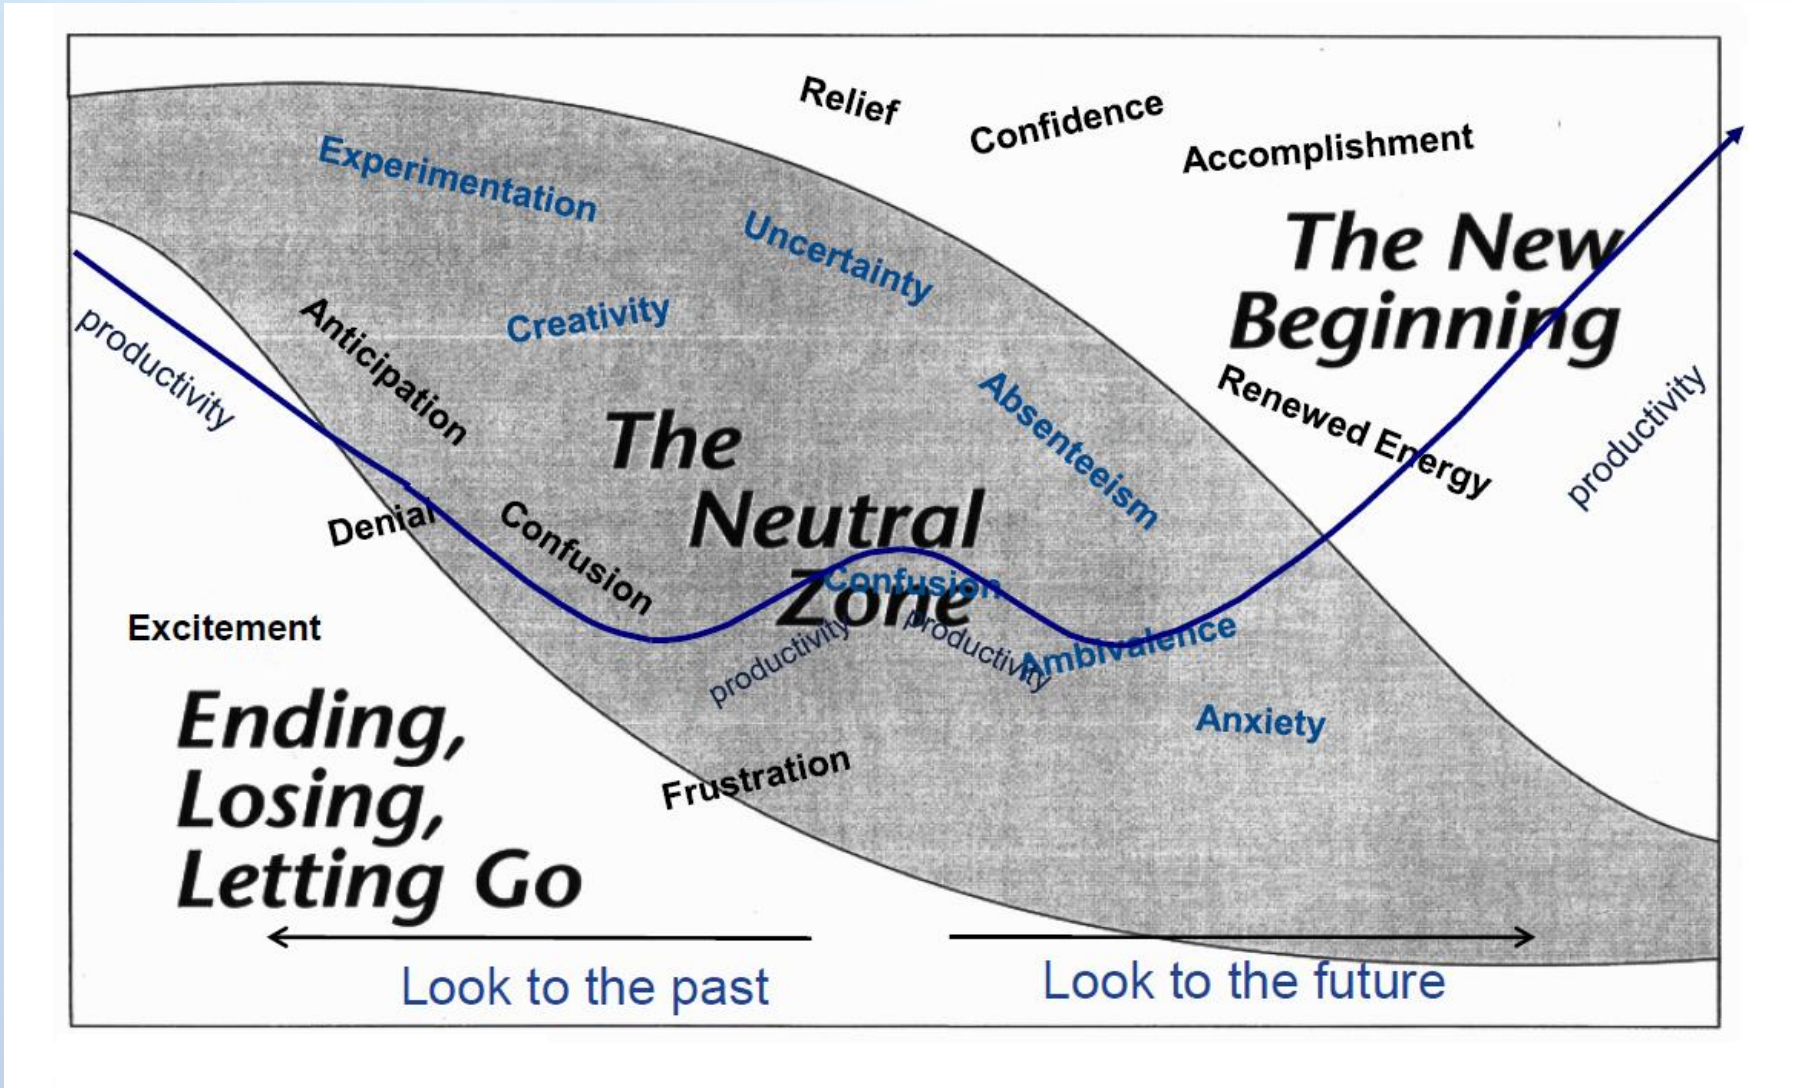 Relief
Confidence
Accomplishment
Experimentation
Uncertainty
The New
Beginning
Creativity
Anticipation
productivity
Absenteeism
Renewed Energy
productivity
The
Neutral
Zone
Denial
Confusion
Confusion
productivity
productivity
Ambivalence
Excitement
Anxiety
Frustration
Ending,
Losing,
Letting Go
Look to the past
Look to the future